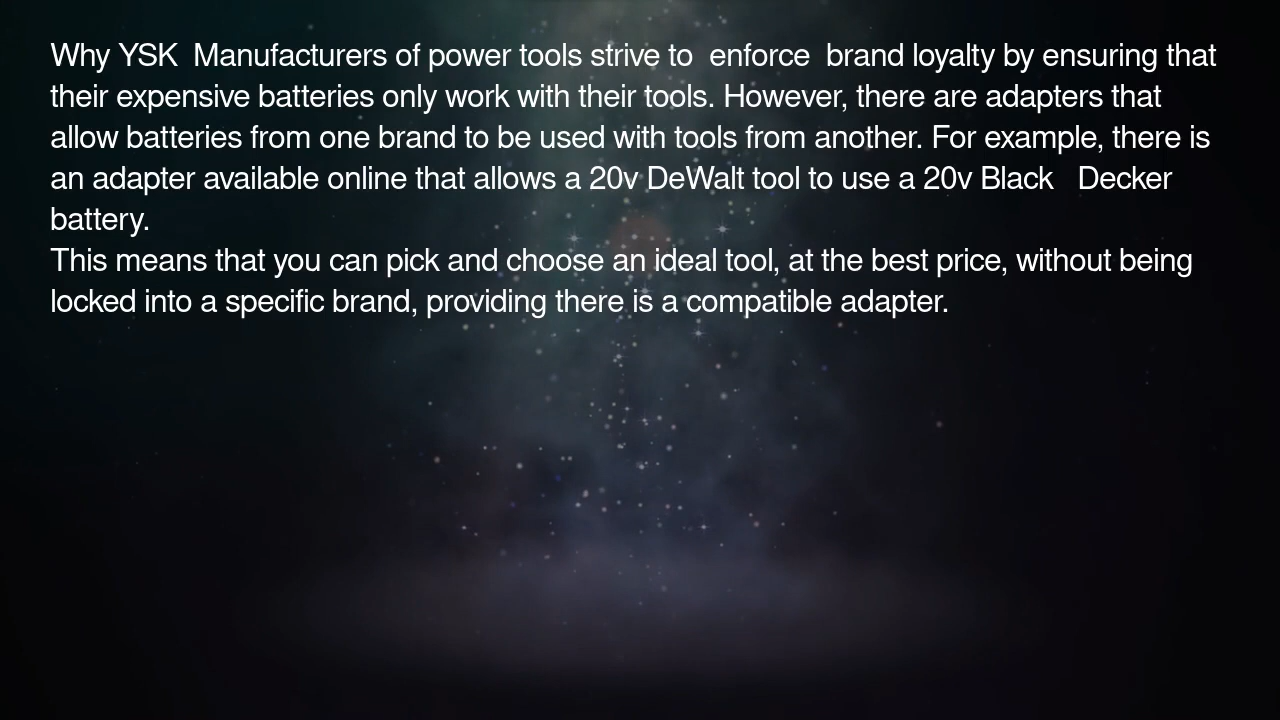 Why YSK  Manufacturers of power tools strive to  enforce  brand loyalty by ensuring that
their expensive batteries only work with their tools. However, there are adapters that
allow batteries from one brand to be used with tools from another. For example, there is
an adapter available online that allows a 20v DeWalt tool to use a 20v Black   Decker
battery.
This means that you can pick and choose an ideal tool, at the best price, without being
locked into a specific brand, providing there is a compatible adapter.